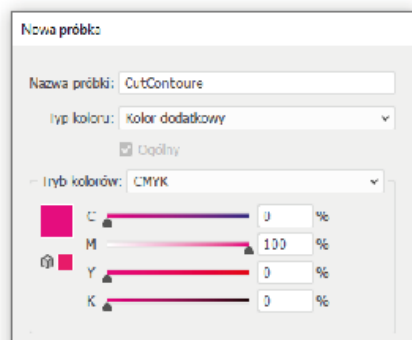 Nowa próbka
Nazwa próbki: CutContoure
Typ koloru: Kolor dodatkowy
Ogólny
Tryb kolorów: CMYK
C 0 %
M 100 %
Y 0 %
K 0 %